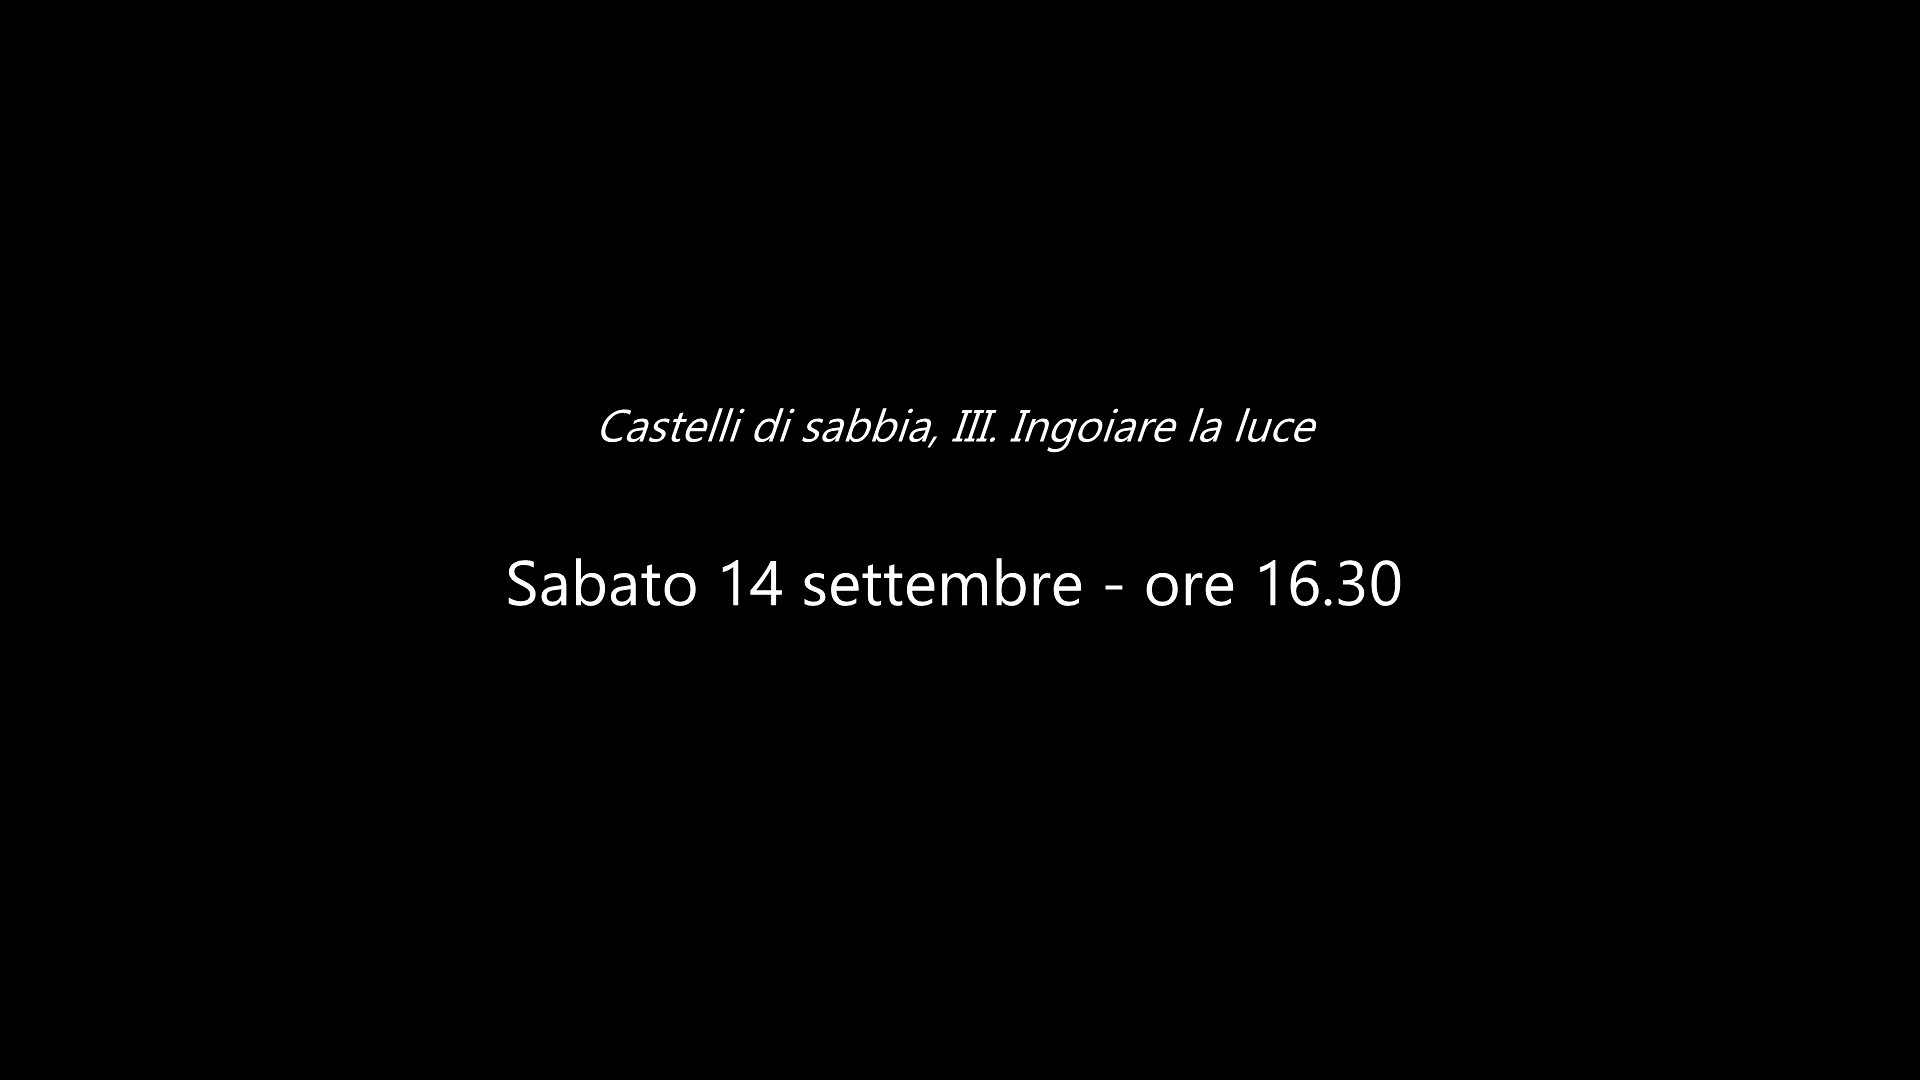 Castelli di sabbia, III. Ingoiare la luce
Sabato 14 settembre - ore 16.30